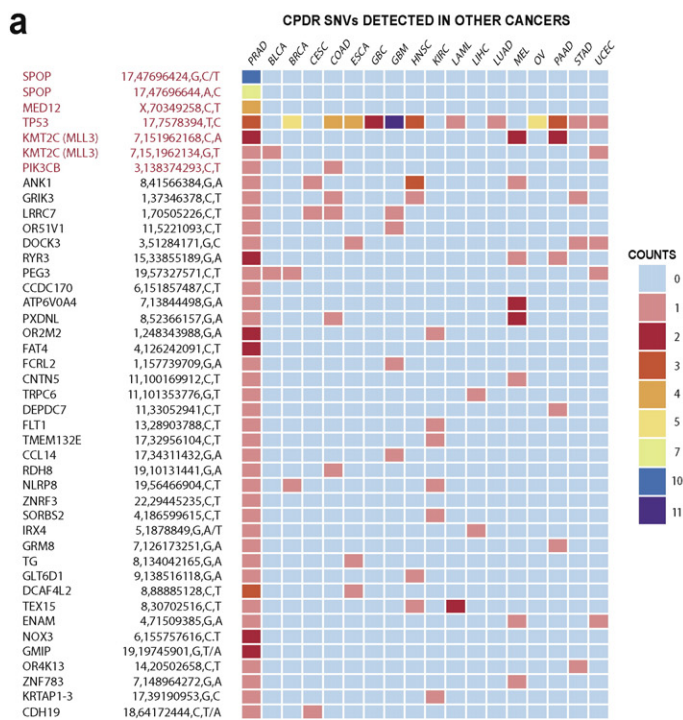 a
CPDR SNVs DETECTED IN OTHER CANCERS
PRAD BLCA BRCA CESC COAD ESCA GBC GBM HNSC KIRC LAML LIHC LUAD MEL OV PAAD STAD UCEC
SPOP 17,47696424,G,C/T
SPOP 17,47696644,A,C
MED12 X,70349258,C,T
TP53 17,7578394,T,C
KMT2C (MLL3) 7,151962168,C,A
KMT2C (MLL3) 7,15,1962134,G,T
PIK3CB 3,138374293,C,T
ANK1 8,41566384,G,A
GRIK3 1,37346378,C,T
LRRC7 1,70505226,C,T
OR51V1 11,5221093,C,T
DOCK3 3,51284171,G,C
RYR3 15,33855189,G,A
PEG3 19,57327571,C,T
CCDC170 6,151857487,C,T
ATP6V0A4 7,13844498,G,A
PXDNL 8,52366157,G,A
OR2M2 1,248343988,G,A
FAT4 4,126242091,C,T
FCRL2 1,157739709,G,A
CNTN5 11,100169912,C,T
TRPC6 11,101353776,G,T
DEPDC7 11,33052941,C,T
FLT1 13,28903788,C,T
TMEM132E 17,32956104,C,T
CCL14 17,34311432,G,A
RDH8 19,10131441,G,A
NLRP8 19,56466904,C,T
ZNRF3 22,29445235,C,T
SORBS2 4,186599615,C,T
IRX4 5,1878849,G,A/T
GRM8 7,126173251,G,A
TG 8,134042165,G,A
GLT6D1 9,138516118,G,A
DCAF4L2 8,88885128,C,T
TEX15 8,30702516,C,T
ENAM 4,71509385,G,A
NOX3 6,155757616,C,T
GMIP 19,19745901,G,T/A
OR4K13 14,20502658,C,T
ZNF783 7,148964272,G,A
KRTAP1-3 17,39190953,G,C
CDH19 18,64172444,C,T/A
COUNTS
0
1
2
3
4
5
7
10
11